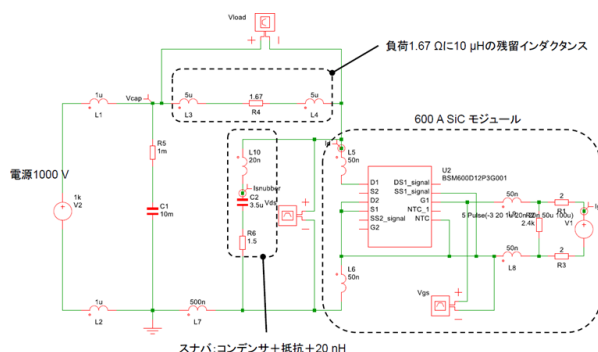 Vload
負荷1.67 Ωに10 µHの残留インダクタンス
1u
L1
Vcap
5u
L3
1.67
R4
5u
L4
600 A SiC モジュール
R5
1m
L10
20n
Isnubber
C2
3.5u
Vds
Id
L5
50n
U2
BSM600D12P3G001
D1
S2
D2
S1
SS2_signal
G2
DS1_signal
SS1_signal
G1
NTC_1
NTC
50n
2
2.4k
V1
電源1000 V
1k
V2
C1
10m
R6
1.5
L6
50n
50n
L8
2
R3
Vgs
1u
L2
500n
L7
スナバ:コンデンサ+抵抗+20 nH